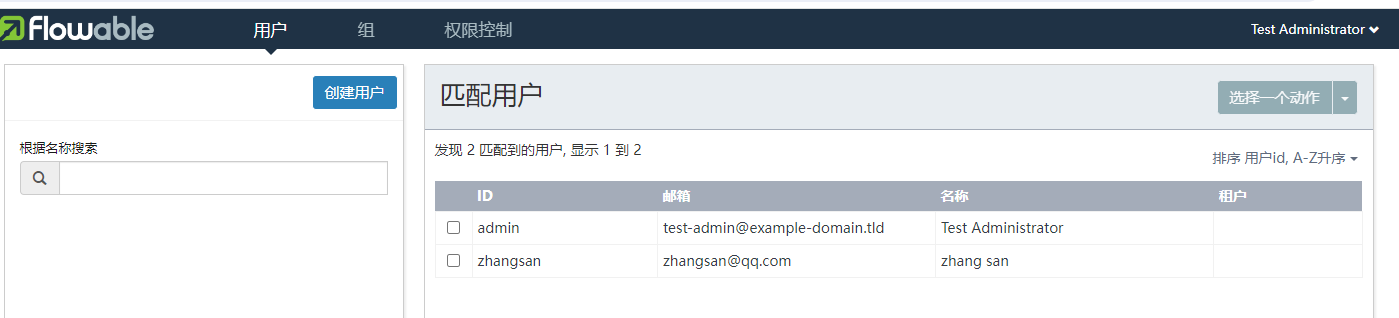 Flowable 用户 组 权限控制 Test Administrator
创建用户
根据名称搜索
匹配用户 选择一个动作
发现 2 匹配到的用户, 显示 1 到 2
排序 用户id, A-Z升序
ID 邮箱 名称 租户
admin test-admin@example-domain.tld Test Administrator
zhangsan zhangsan@qq.com zhang san